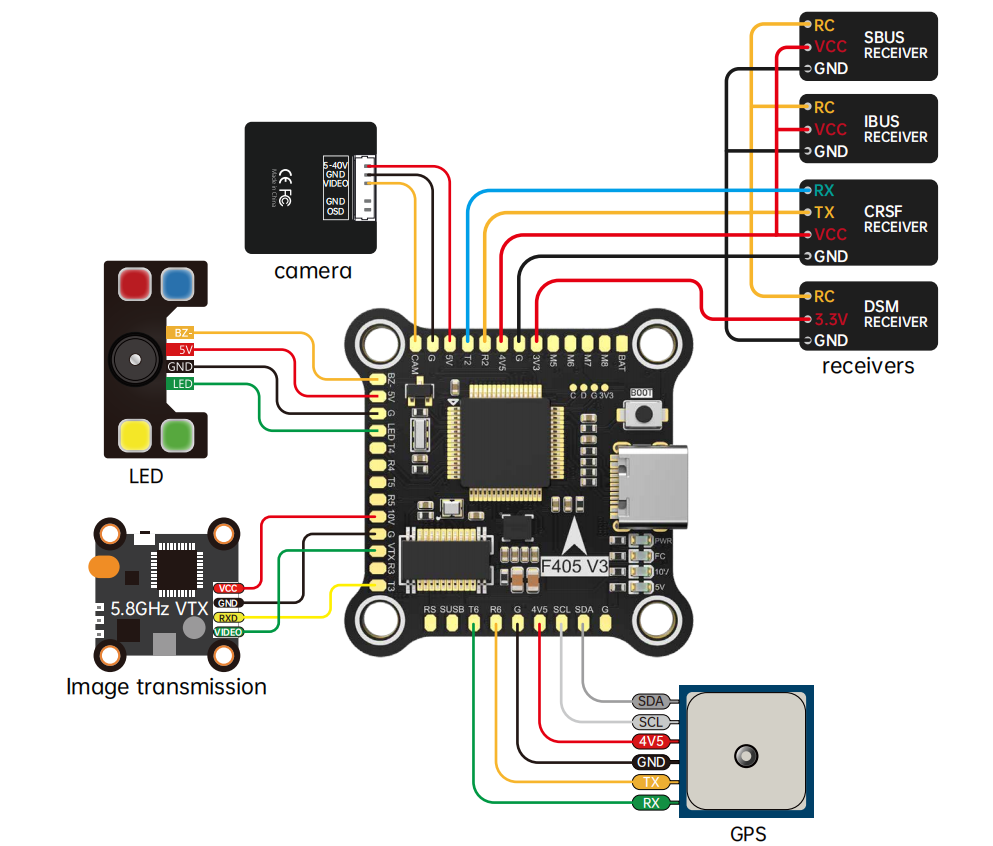 RC
VCC
GND
SBUS
RECEIVER
RC
VCC
GND
IBUS
RECEIVER
RX
TX
VCC
GND
CRSF
RECEIVER
RC
3.3V
GND
DSM
RECEIVER
receivers
5-40V
GND
VIDEO
GND
OSD
CE FC
Made in China
camera
BZ-
5V
GND
LED
LED
CAM
G
5V
T2
R2
4V5
G
3V3
M5
M6
M7
M8
BAT
BZ-
5V
G
LED
T4
R4
T5
R5
10V
G
VTX
R3
T3
C D G 3V3
BOOT
F405 V3
PWR
FC
10V
5V
RS SUSB T6 R6 G 4V5 SCL SDA G
5.8GHz VTX
VCC
GND
RXD
VIDEO
Image transmission
SDA
SCL
4V5
GND
TX
RX
GPS